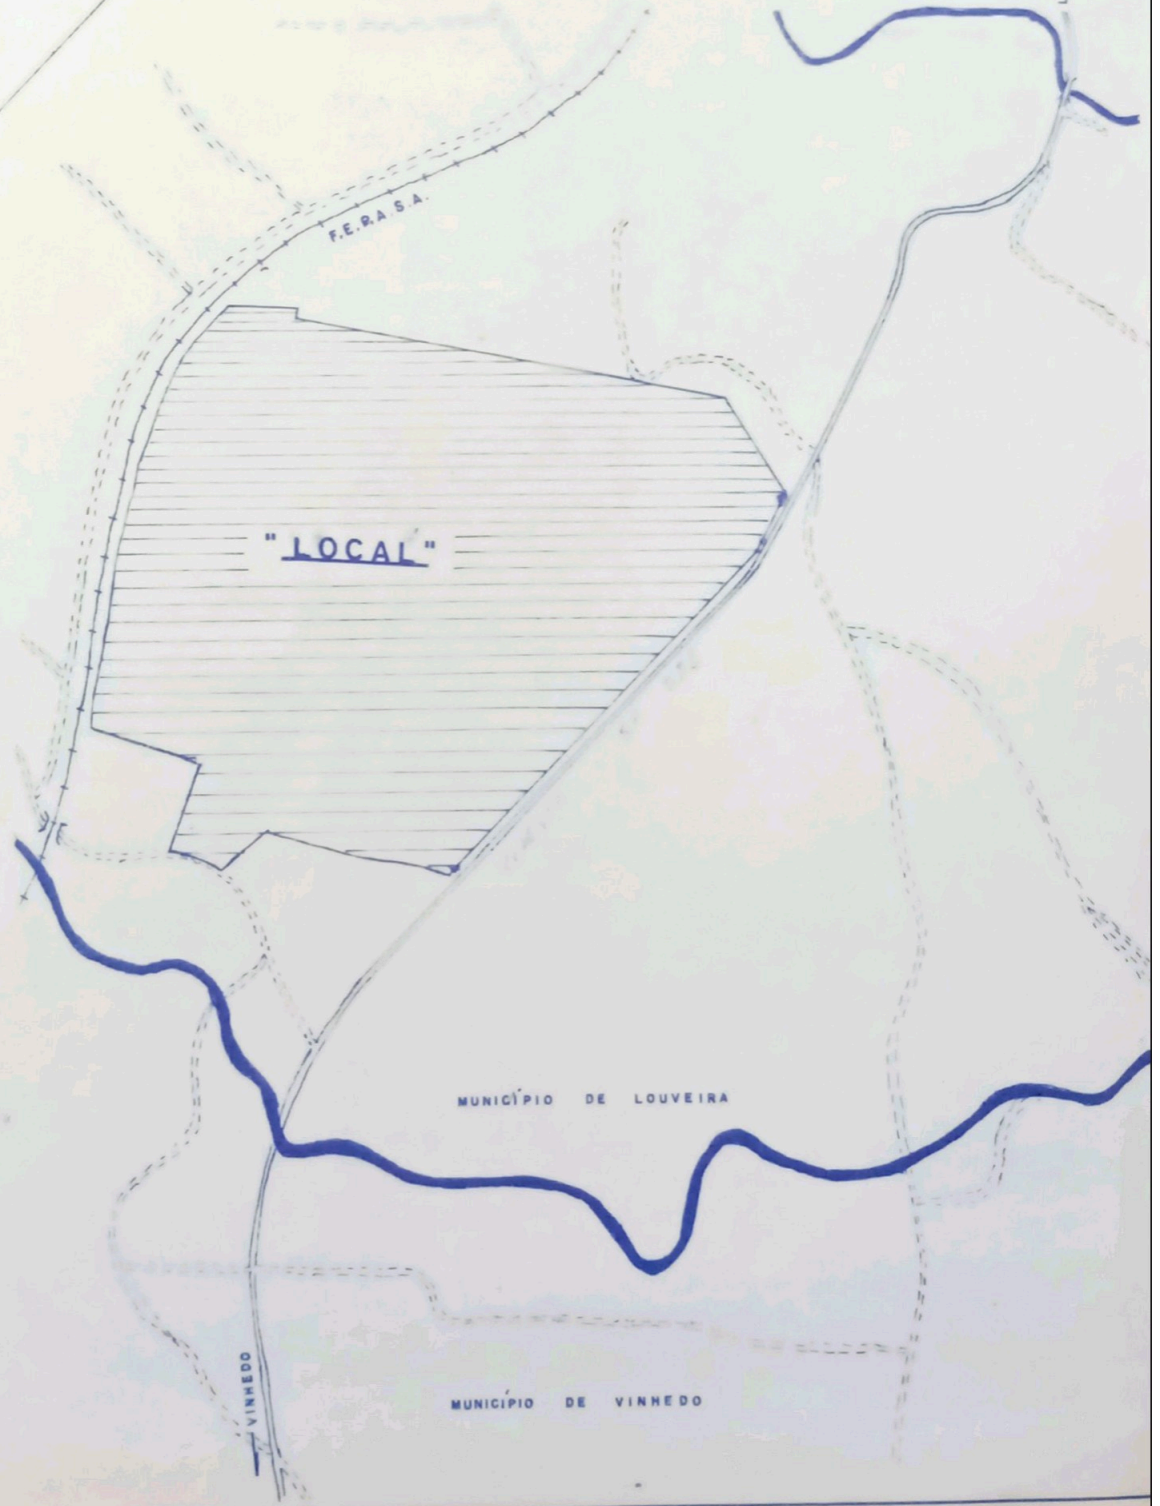 F.E.P.A.S.A.
"LOCAL"
MUNICÍPIO DE LOUVEIRA
VINHEDO
MUNICÍPIO DE VINHEDO